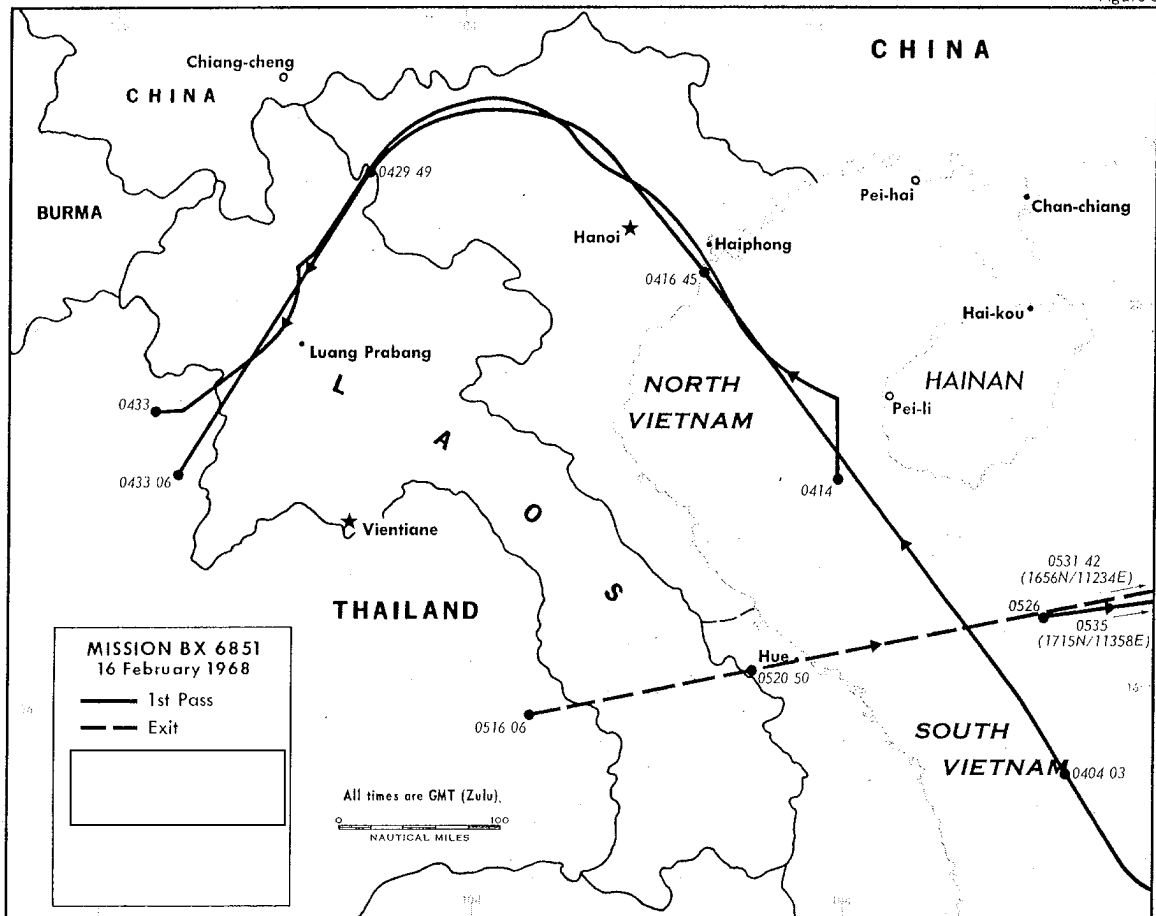 CHINA
Chiang-cheng
CHINA
0429 49
Pei-hai
Chan-chiang
BURMA
Hanoi
Haiphong
0416 45
Hai-kou
Luang Prabang
L
NORTH
VIETNAM
HAINAN
Pei-li
0433
A
0433 06
0414
O
Vientiane
S
0531 42
(1656N/11234E)
THAILAND
0526
0535
(1715N/11358E)
MISSION BX 6851
16 February 1968
1st Pass
Exit
Hue
0520 50
0516 06
SOUTH
VIETNAM
0404 03
All times are GMT (Zulu).
0 100
NAUTICAL MILES